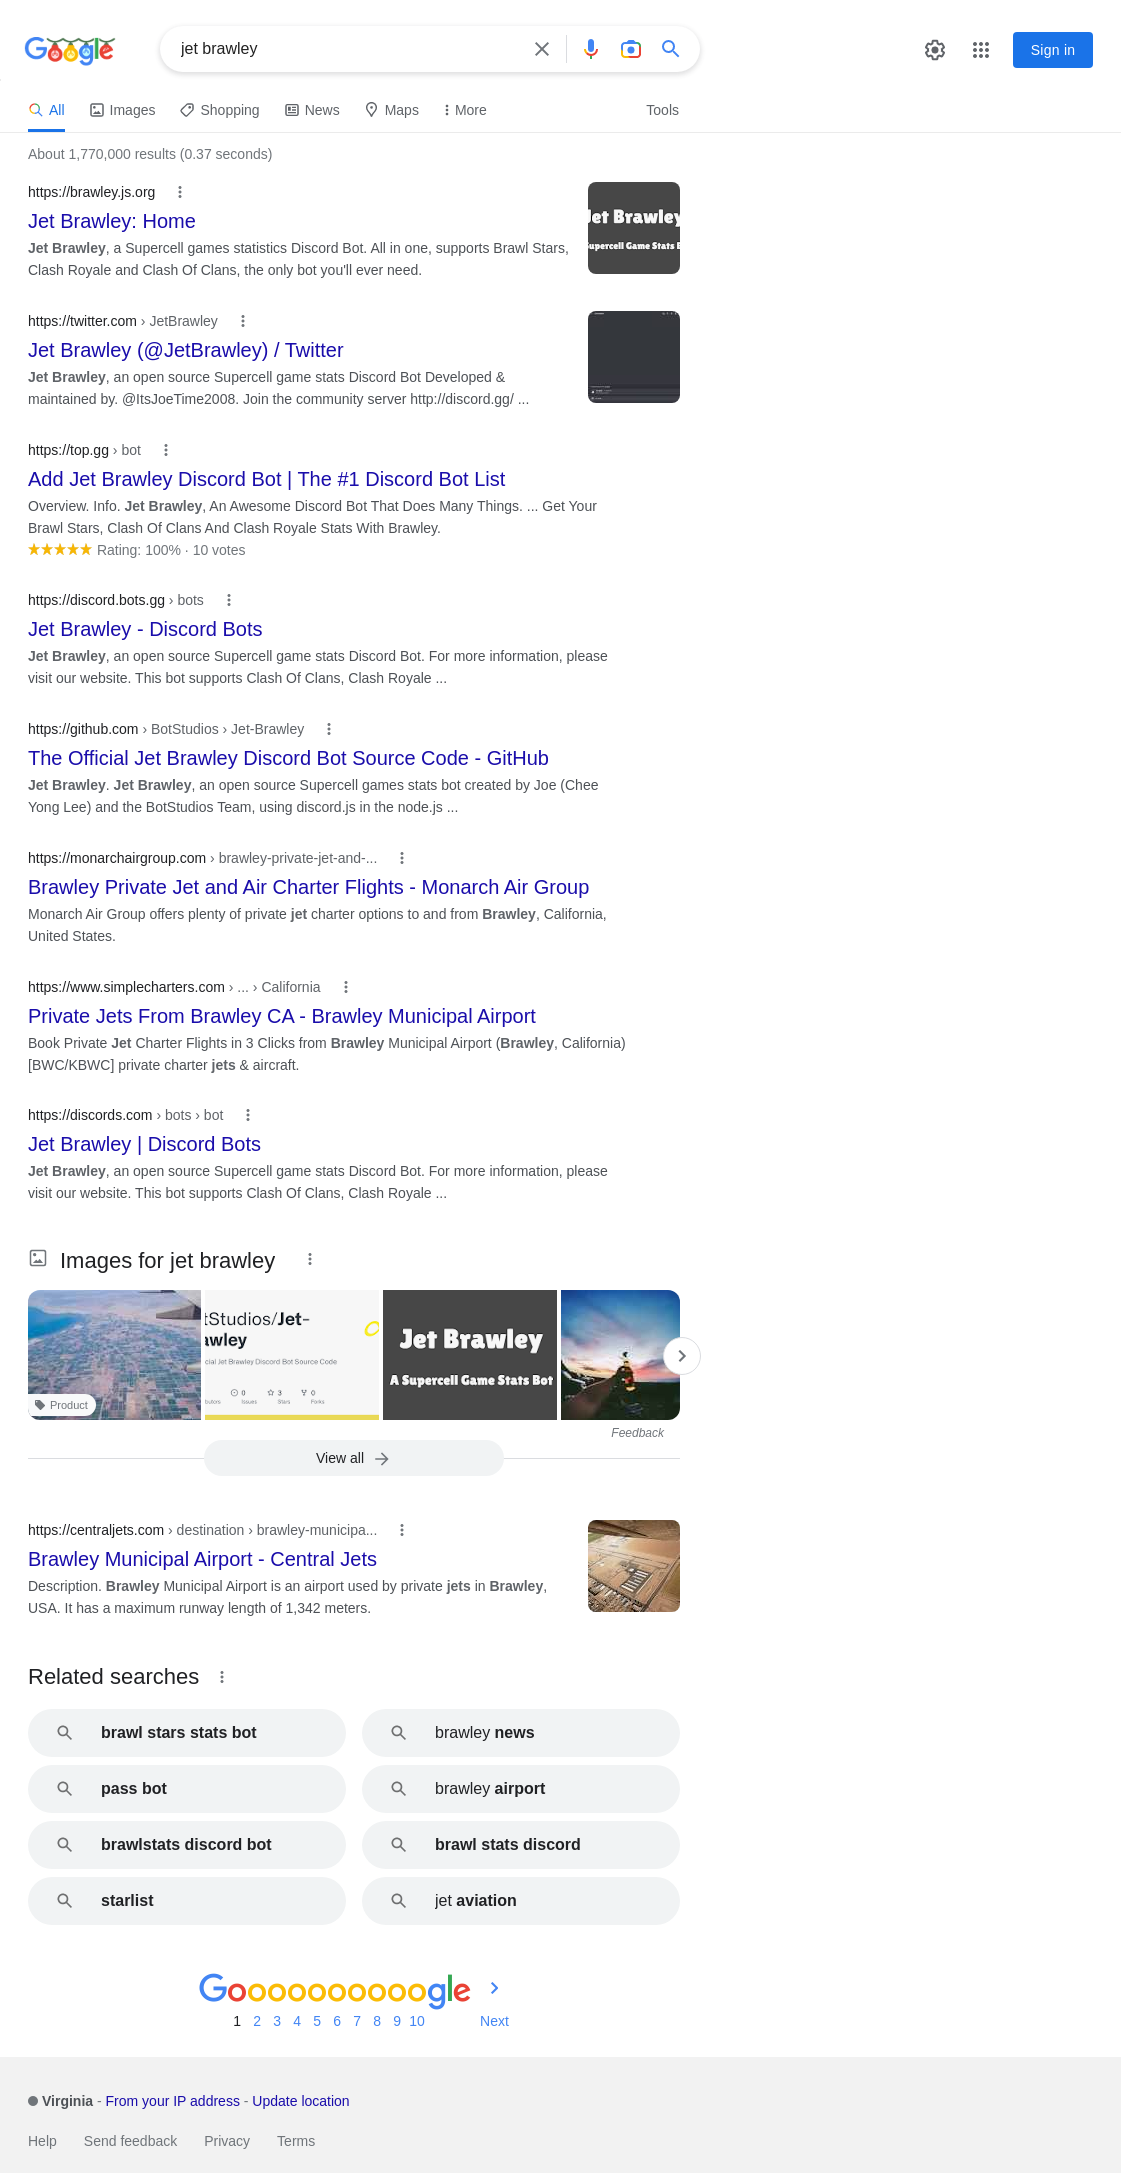 Google
jet brawley
Sign in
All
Images
Shopping
News
Maps
More
Tools
About 1,770,000 results (0.37 seconds)
https://brawley.js.org
Jet Brawley: Home
Jet Brawley, a Supercell games statistics Discord Bot. All in one, supports Brawl Stars,
Clash Royale and Clash Of Clans, the only bot you'll ever need.
Jet Brawley
Supercell Game Stats B
https://twitter.com › JetBrawley
Jet Brawley (@JetBrawley) / Twitter
Jet Brawley, an open source Supercell game stats Discord Bot Developed &
maintained by. @ItsJoeTime2008. Join the community server http://discord.gg/ ...
https://top.gg › bot
Add Jet Brawley Discord Bot | The #1 Discord Bot List
Overview. Info. Jet Brawley, An Awesome Discord Bot That Does Many Things. ... Get Your
Brawl Stars, Clash Of Clans And Clash Royale Stats With Brawley.
Rating: 100% · 10 votes
https://discord.bots.gg › bots
Jet Brawley - Discord Bots
Jet Brawley, an open source Supercell game stats Discord Bot. For more information, please
visit our website. This bot supports Clash Of Clans, Clash Royale ...
https://github.com › BotStudios › Jet-Brawley
The Official Jet Brawley Discord Bot Source Code - GitHub
Jet Brawley. Jet Brawley, an open source Supercell games stats bot created by Joe (Chee
Yong Lee) and the BotStudios Team, using discord.js in the node.js ...
https://monarchairgroup.com › brawley-private-jet-and-...
Brawley Private Jet and Air Charter Flights - Monarch Air Group
Monarch Air Group offers plenty of private jet charter options to and from Brawley, California,
United States.
https://www.simplecharters.com › ... › California
Private Jets From Brawley CA - Brawley Municipal Airport
Book Private Jet Charter Flights in 3 Clicks from Brawley Municipal Airport (Brawley, California)
[BWC/KBWC] private charter jets & aircraft.
https://discords.com › bots › bot
Jet Brawley | Discord Bots
Jet Brawley, an open source Supercell game stats Discord Bot. For more information, please
visit our website. This bot supports Clash Of Clans, Clash Royale ...
Images for jet brawley
Product
tStudios/Jet-
awley
cial Jet Brawley Discord Bot Source Code
0
3
0
Issues
Stars
Forks
Jet Brawley
A Supercell Game Stats Bot
Feedback
View all
https://centraljets.com › destination › brawley-municipa...
Brawley Municipal Airport - Central Jets
Description. Brawley Municipal Airport is an airport used by private jets in Brawley,
USA. It has a maximum runway length of 1,342 meters.
Related searches
brawl stars stats bot
brawley news
pass bot
brawley airport
brawlstats discord bot
brawl stats discord
starlist
jet aviation
Goooooooooogle
1 2 3 4 5 6 7 8 9 10 Next
Virginia - From your IP address - Update location
Help Send feedback Privacy Terms